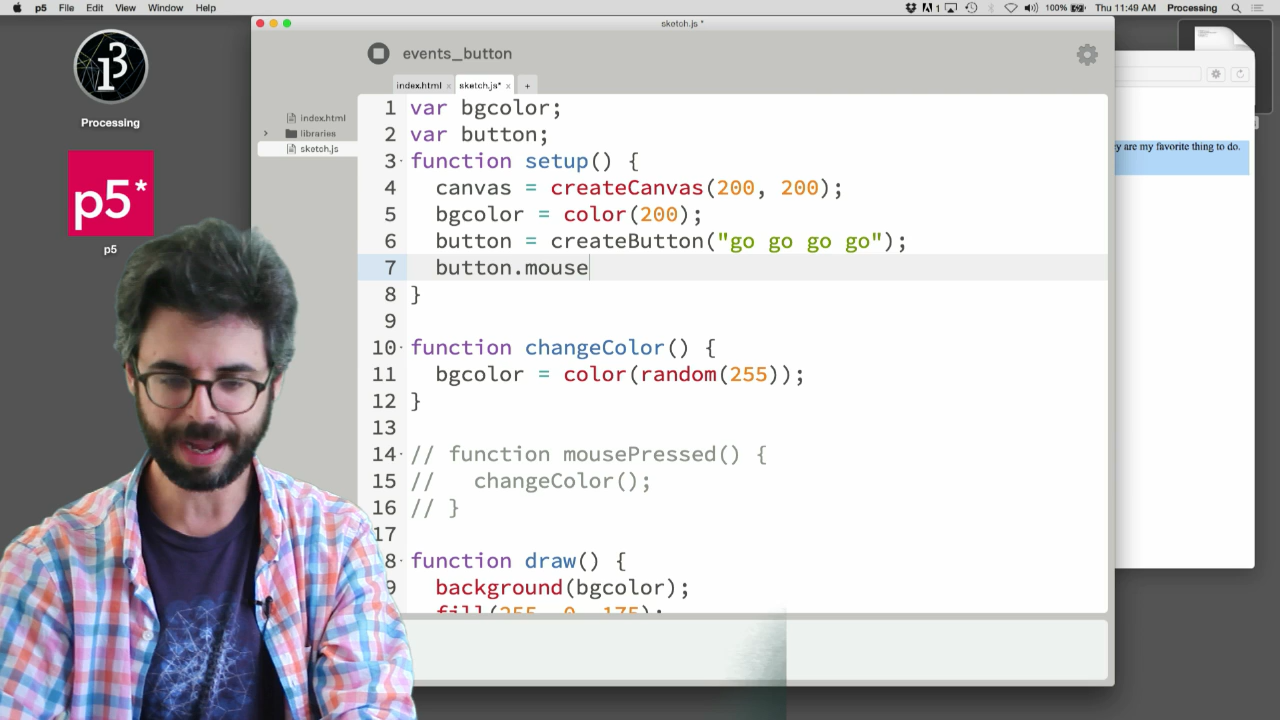 p5 File Edit View Window Help
100% Thu 11:49 AM Processing
sketch.js *
events_button
index.html x sketch.js* x +
index.html
libraries
sketch.js
Processing
p5*
p5
1 var bgcolor;
2 var button;
3 function setup() {
4 canvas = createCanvas(200, 200);
5 bgcolor = color(200);
6 button = createButton("go go go go");
7 button.mouse
8 }
9
10 function changeColor() {
11 bgcolor = color(random(255));
12 }
13
14 // function mousePressed() {
15 // changeColor();
16 // }
17
8 function draw() {
9 background(bgcolor);
fill(255, 0, 175);
y are my favorite thing to do.